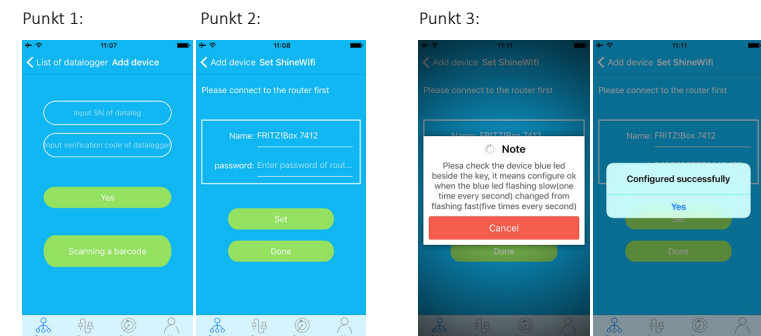 Punkt 1:
Punkt 2:
Punkt 3:
11:07
List of datalogger Add device
Input SN of datalog
Input verification code of datalogger
Yes
Scanning a barcode
11:08
Add device Set ShineWifi
Please connect to the router first
Name: FRITZ!Box 7412
password: Enter password of rout...
Set
Done
11:11
Add device Set ShineWifi
Please connect to the router first
Name: FRITZ!Box 7412
Note
Plesa check the device blue led
beside the key, it means configure ok
when the blue led flashing slow(one
time every second) changed from
flashing fast(five times every second)
Cancel
Done
11:11
Add device Set ShineWifi
Please connect to the router first
Name: FRITZ!Box 7412
Configured successfully
Yes
Set
Done